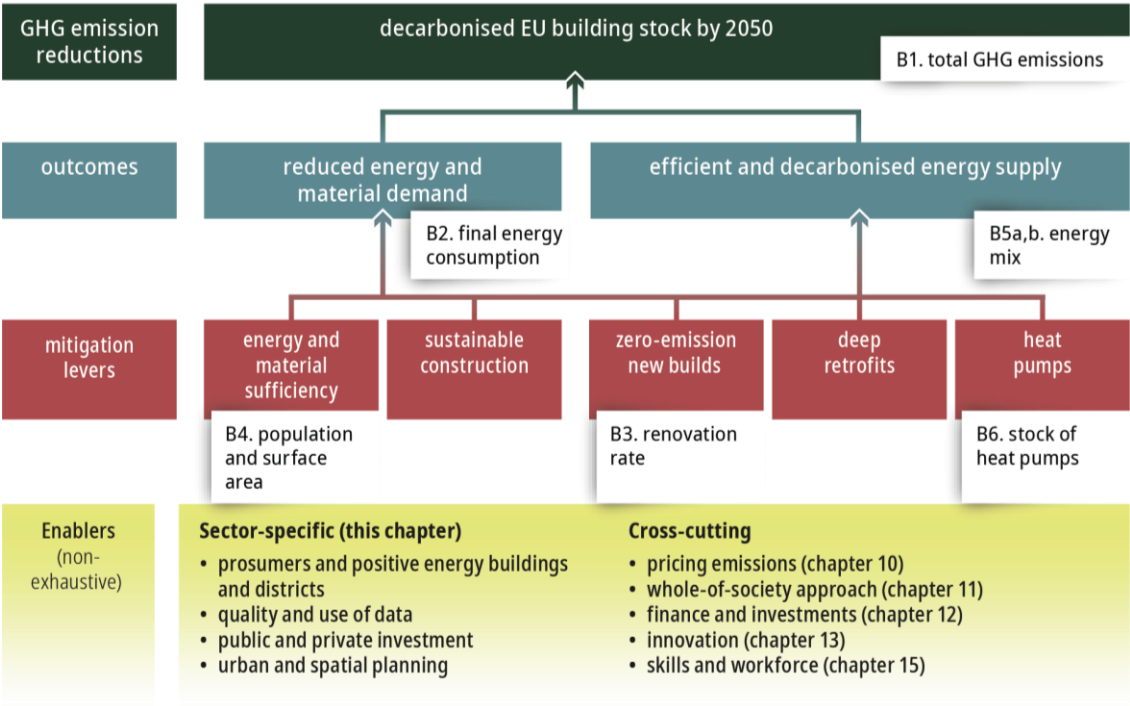 GHG emission
reductions
decarbonised EU building stock by 2050
B1. total GHG emissions
outcomes
reduced energy and
material demand
efficient and decarbonised energy supply
B2. final energy
consumption
B5a,b. energy
mix
mitigation
levers
energy and
material
sufficiency
sustainable
construction
zero-emission
new builds
deep
retrofits
heat
pumps
B4. population
and surface
area
B3. renovation
rate
B6. stock of
heat pumps
Enablers
(non-
exhaustive)
Sector-specific (this chapter)
• prosumers and positive energy buildings
and districts
• quality and use of data
• public and private investment
• urban and spatial planning
Cross-cutting
• pricing emissions (chapter 10)
• whole-of-society approach (chapter 11)
• finance and investments (chapter 12)
• innovation (chapter 13)
• skills and workforce (chapter 15)